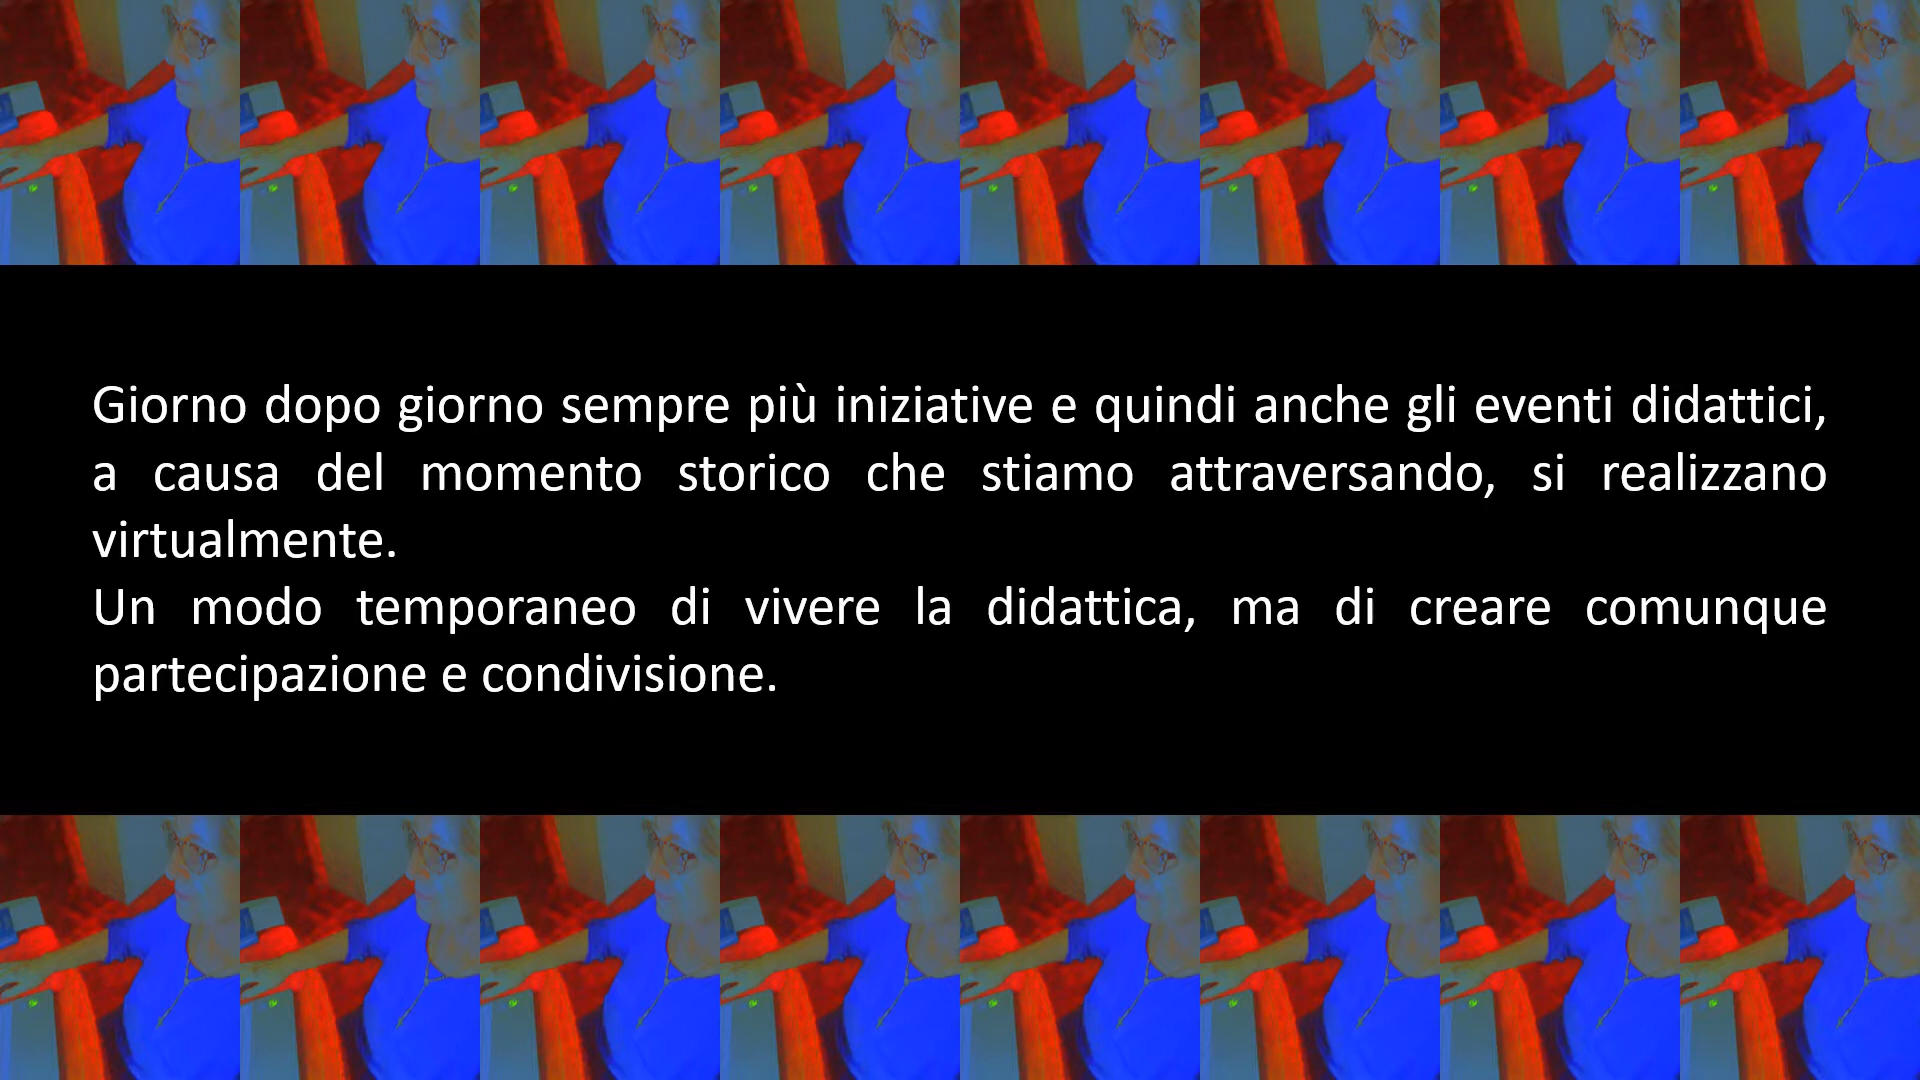 Giorno dopo giorno sempre più iniziative e quindi anche gli eventi didattici,
a causa del momento storico che stiamo attraversando, si realizzano
virtualmente.
Un modo temporaneo di vivere la didattica, ma di creare comunque
partecipazione e condivisione.